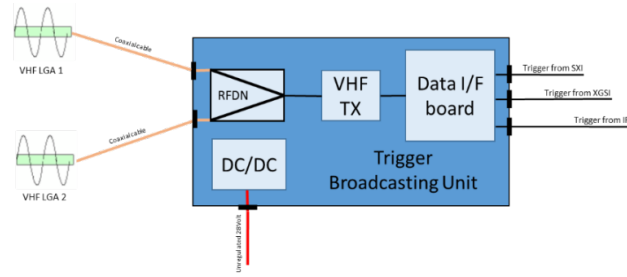 VHF LGA 1
Coaxial cable
VHF LGA 2
Coaxial cable
RFDN
VHF
TX
Data I/F
board
DC/DC
Trigger
Broadcasting Unit
Unregulated 28Volt
Trigger from SXI
Trigger from XGSI
Trigger from